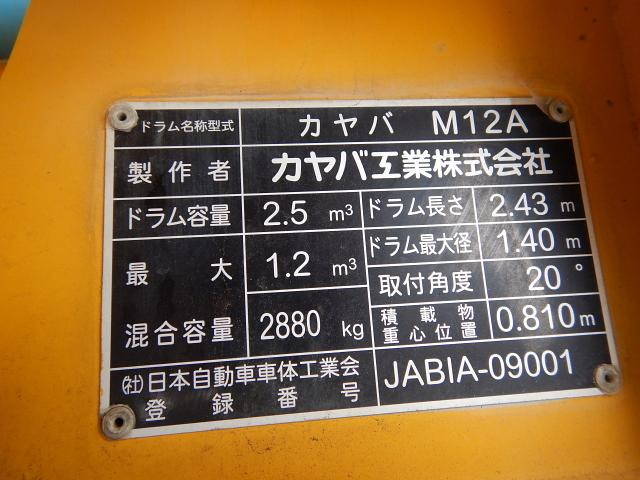 ドラム名称型式 カヤバ M12A
製作者 カヤバ工業株式会社
ドラム容量 2.5 m³ ドラム長さ 2.43 m
最大 1.2 m³ ドラム最大径 1.40 m
取付角度 20°
混合容量 2880 kg 積載物重心位置 0.810m
(社)日本自動車車体工業会
登録番号 JABIA-09001